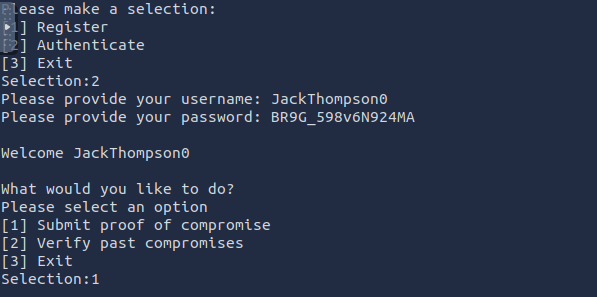 Please make a selection:
[1] Register
[2] Authenticate
[3] Exit
Selection:2
Please provide your username: JackThompson0
Please provide your password: BR9G_598v6N924MA
Welcome JackThompson0
What would you like to do?
Please select an option
[1] Submit proof of compromise
[2] Verify past compromises
[3] Exit
Selection:1